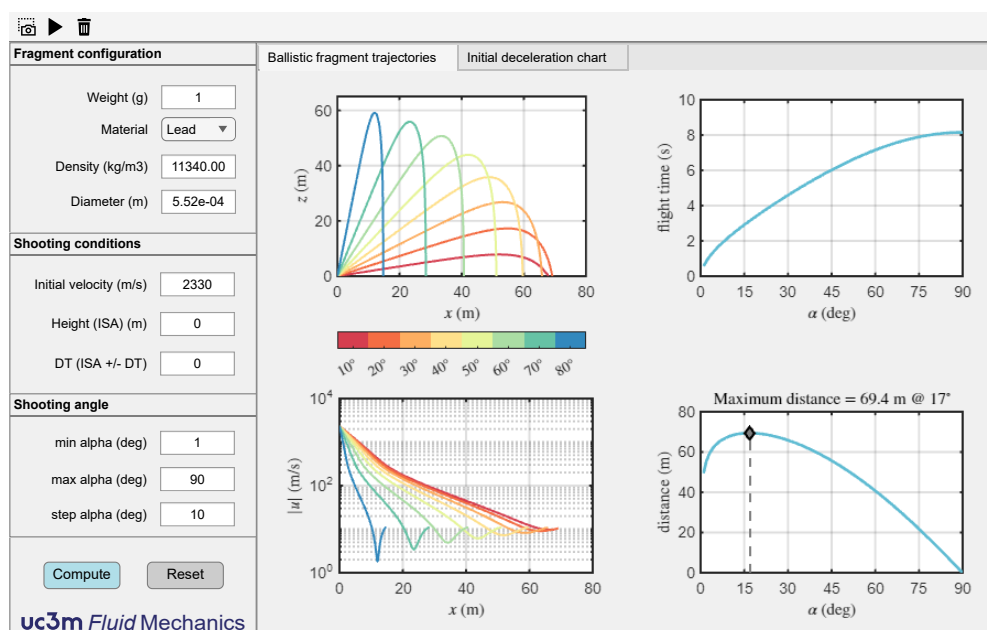 Fragment configuration
Weight (g) 1
Material Lead
Density (kg/m3) 11340.00
Diameter (m) 5.52e-04
Shooting conditions
Initial velocity (m/s) 2330
Height (ISA) (m) 0
DT (ISA +/- DT) 0
Shooting angle
min alpha (deg) 1
max alpha (deg) 90
step alpha (deg) 10
Compute Reset
uc3m Fluid Mechanics
Ballistic fragment trajectories Initial deceleration chart
60
40
20
0
z (m)
0 20 40 60 80
x (m)
10° 20° 30° 40° 50° 60° 70° 80°
10
8
6
4
2
0
flight time (s)
0 15 30 45 60 75 90
α (deg)
10⁴
10²
10⁰
|u| (m/s)
0 20 40 60 80
x (m)
Maximum distance = 69.4 m @ 17°
80
60
40
20
0
distance (m)
0 15 30 45 60 75 90
α (deg)